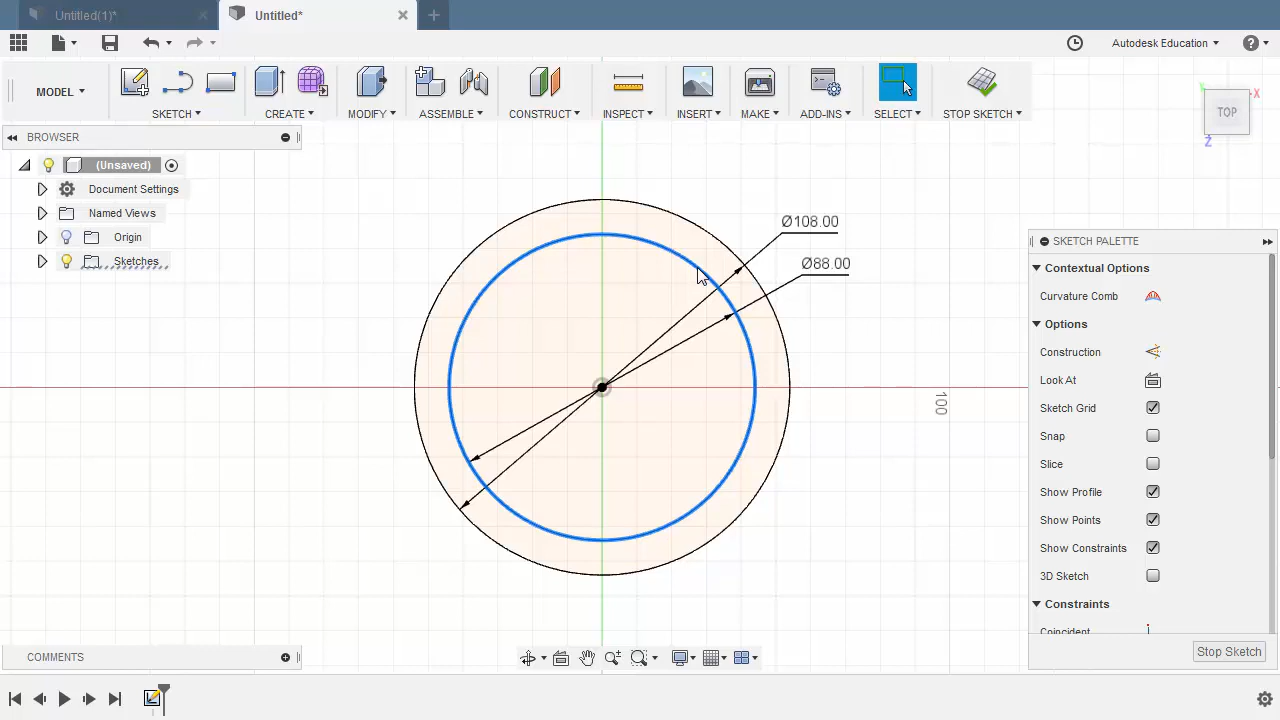 Untitled(1)*
Untitled*
Autodesk Education
MODEL
SKETCH
CREATE
MODIFY
ASSEMBLE
CONSTRUCT
INSPECT
INSERT
MAKE
ADD-INS
SELECT
STOP SKETCH
BROWSER
(Unsaved)
Document Settings
Named Views
Origin
Sketches
Y
X
TOP
Z
Ø108.00
Ø88.00
100
SKETCH PALETTE
Contextual Options
Curvature Comb
Options
Construction
Look At
Sketch Grid
Snap
Slice
Show Profile
Show Points
Show Constraints
3D Sketch
Constraints
Coincident
Stop Sketch
COMMENTS